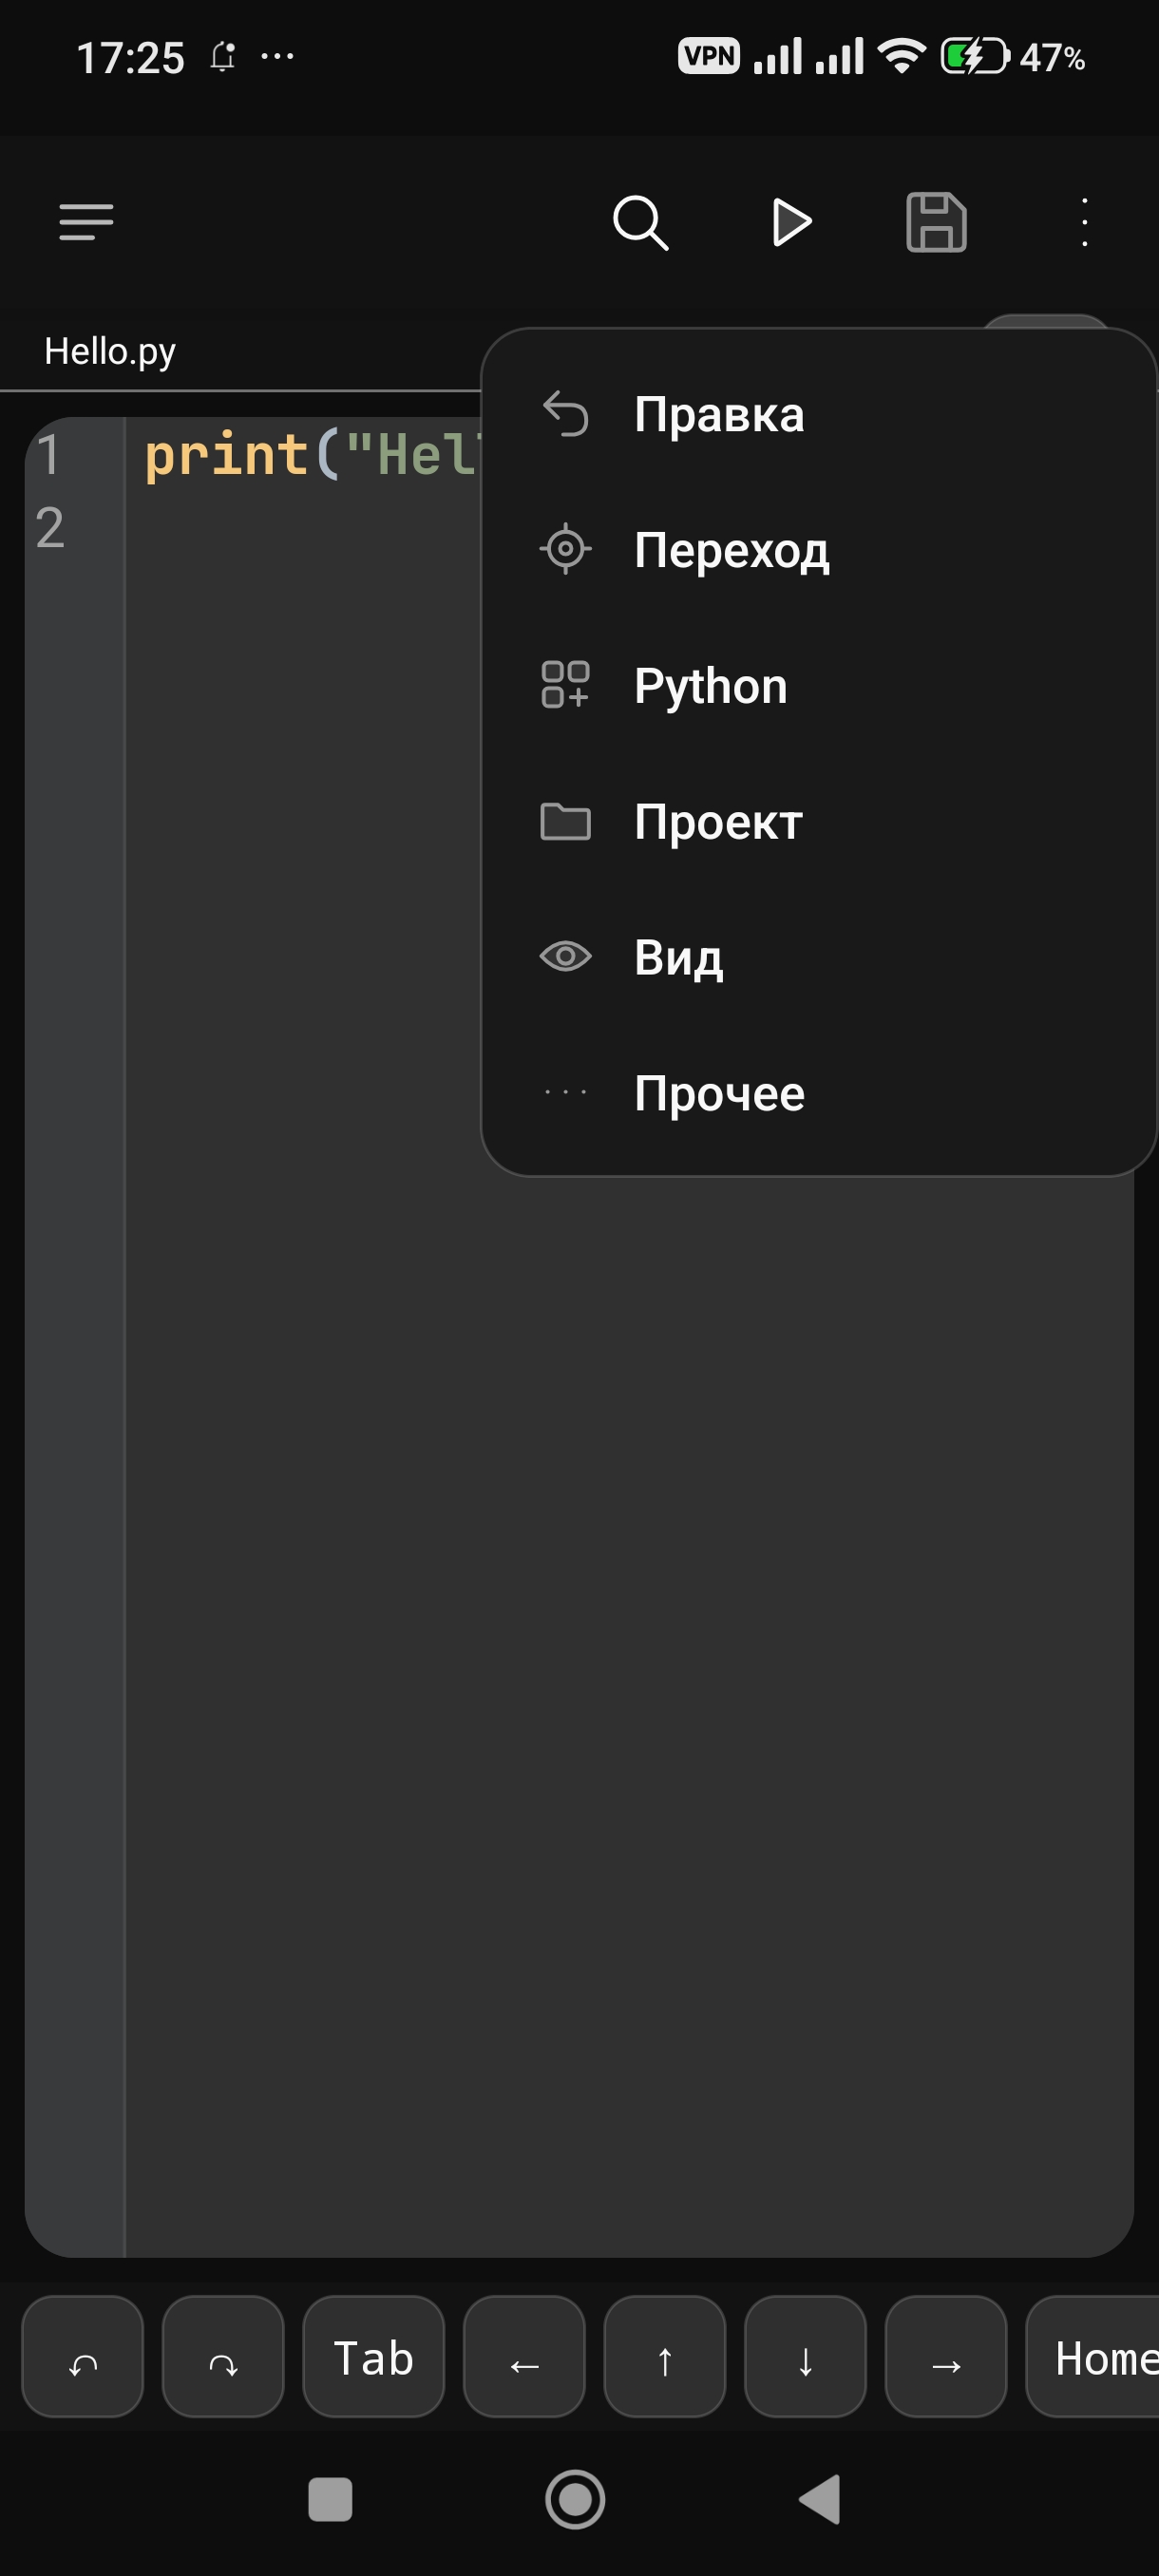 17:25 VPN 47%
Hello.py
1 print("Hel
2
Правка
Переход
Python
Проект
Вид
Прочее
Tab ← ↑ ↓ → Home